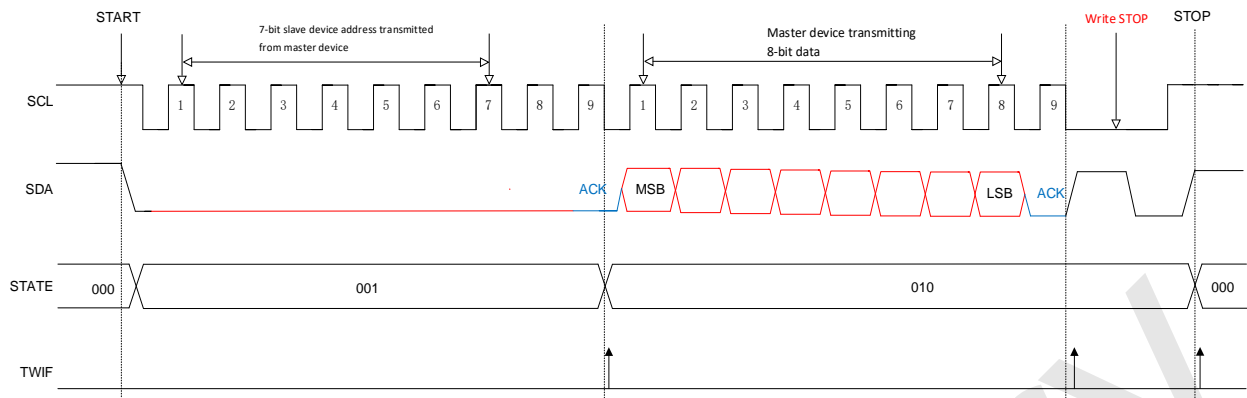 START
7-bit slave device address transmitted
from master device
Master device transmitting
8-bit data
Write STOP
STOP
SCL
1 2 3 4 5 6 7 8 9 1 2 3 4 5 6 7 8 9
SDA
ACK MSB LSB ACK
STATE
000 001 010 000
TWIF